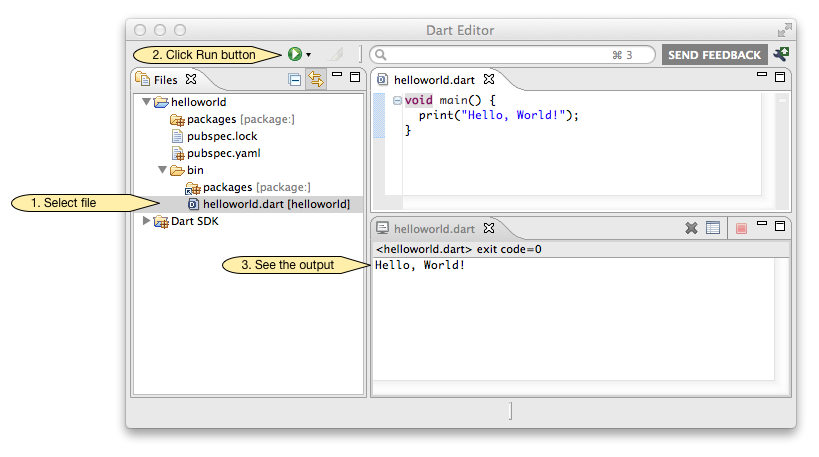 Dart Editor
2. Click Run button
⌘ 3
SEND FEEDBACK
Files
helloworld
packages [package:]
pubspec.lock
pubspec.yaml
bin
packages [package:]
1. Select file
helloworld.dart [helloworld]
Dart SDK
helloworld.dart
void main() {
print("Hello, World!");
}
helloworld.dart
<helloworld.dart> exit code=0
3. See the output
Hello, World!